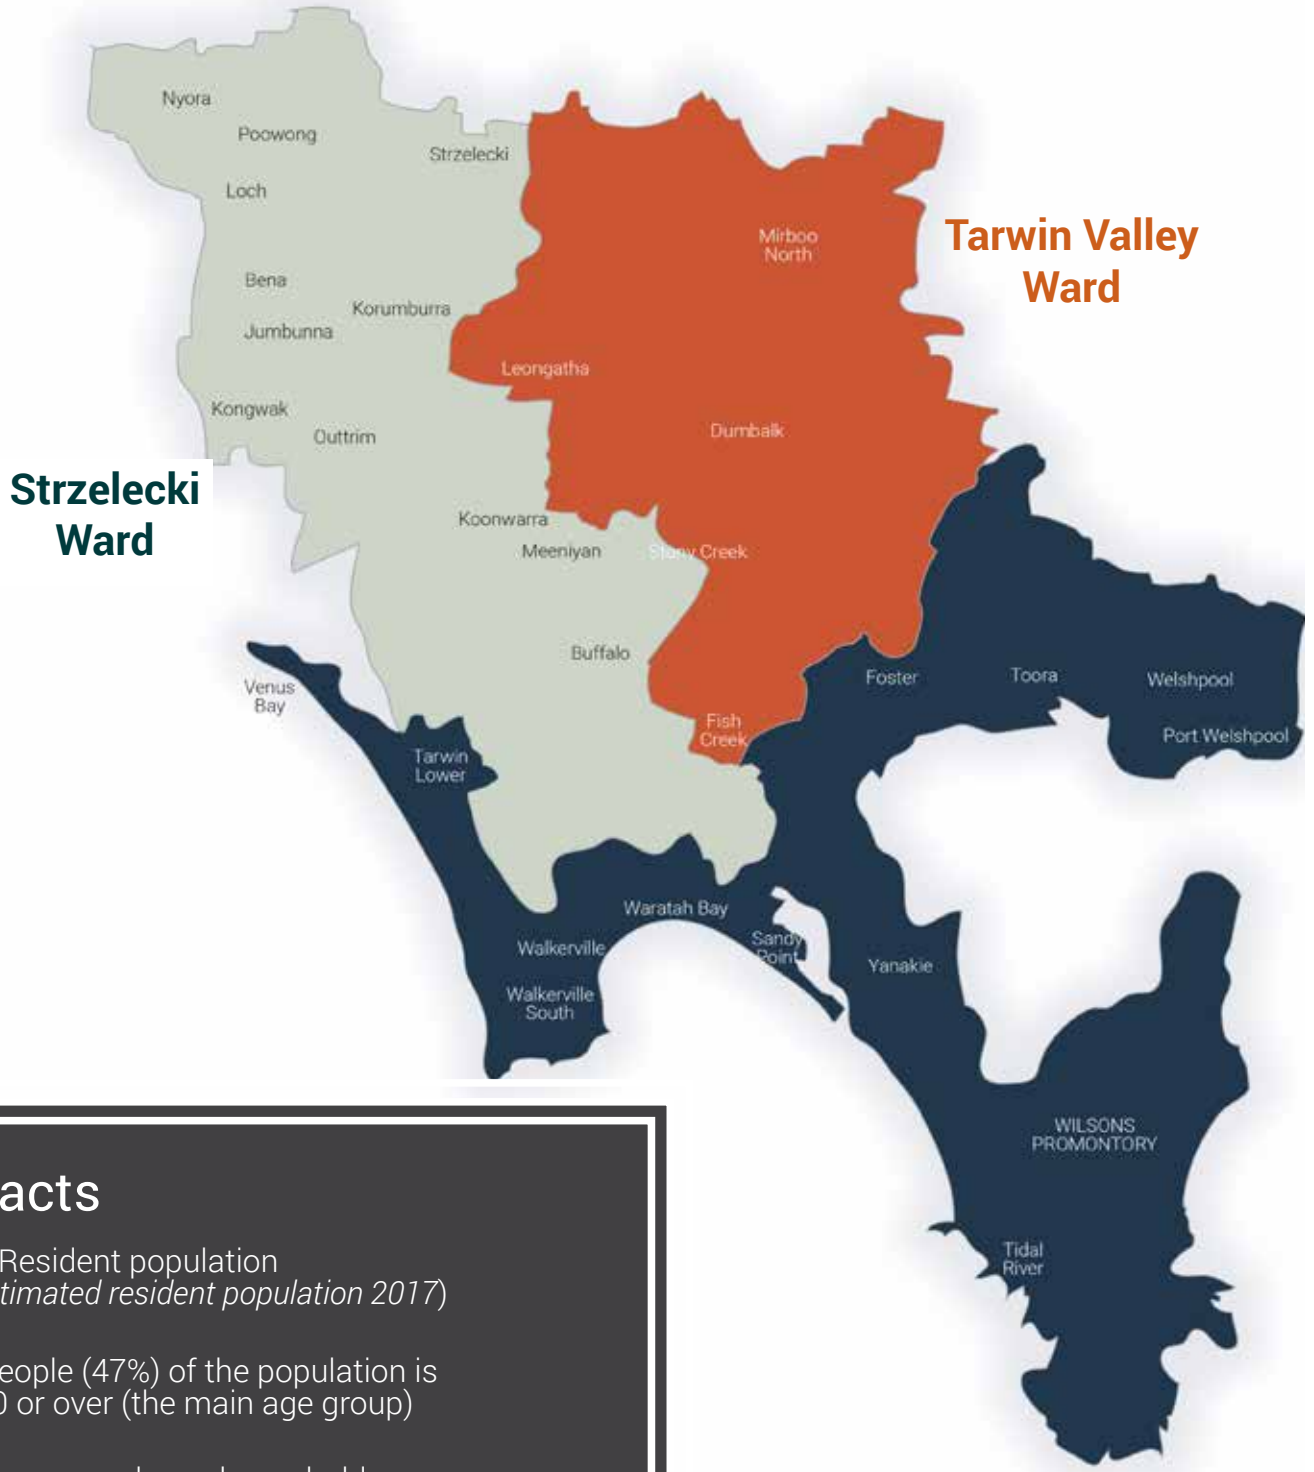 Nyora
Poowong
Strzelecki
Loch
Mirboo
North
Tarwin Valley
Ward
Bena
Korumburra
Jumbunna
Leongatha
Kongwak
Outtrim
Dumbalk
Strzelecki
Ward
Koonwarra
Meeniyan
Stony Creek
Buffalo
Venus
Bay
Foster
Toora
Welshpool
Fish
Creek
Port Welshpool
Tarwin
Lower
Waratah Bay
Walkerville
Sandy
Point
Yanakie
Walkerville
South
WILSONS
PROMONTORY
Tidal
River
acts
Resident population
timated resident population 2017)
eople (47%) of the population is
0 or over (the main age group)